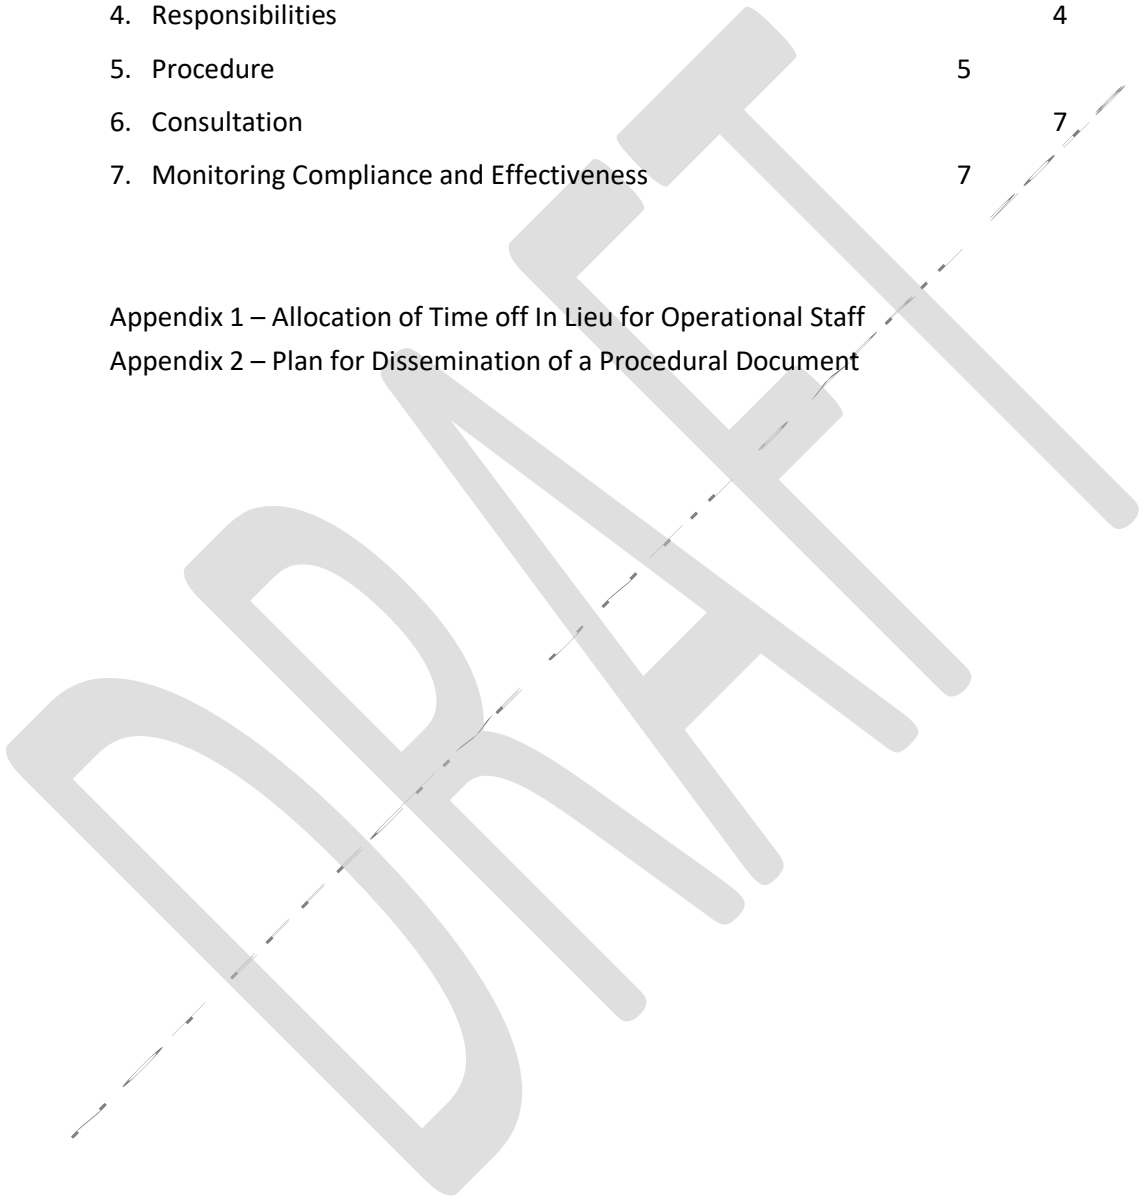 4. Responsibilities 4
5. Procedure 5
6. Consultation 7
7. Monitoring Compliance and Effectiveness 7
Appendix 1 – Allocation of Time off In Lieu for Operational Staff
Appendix 2 – Plan for Dissemination of a Procedural Document
DRAFT